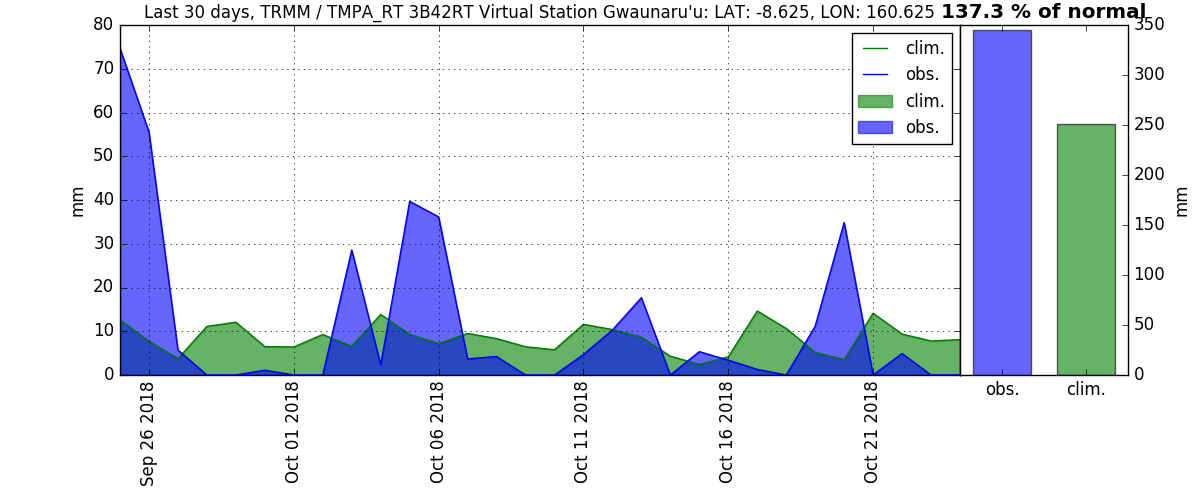 Last 30 days, TRMM / TMPA_RT 3B42RT Virtual Station Gwaunaru'u: LAT: -8.625, LON: 160.625 137.3 % of normal
80
70
60
50
40
30
20
10
0
mm
Sep 26 2018
Oct 01 2018
Oct 06 2018
Oct 11 2018
Oct 16 2018
Oct 21 2018
clim.
obs.
clim.
obs.
350
300
250
200
150
100
50
0
mm
obs. clim.